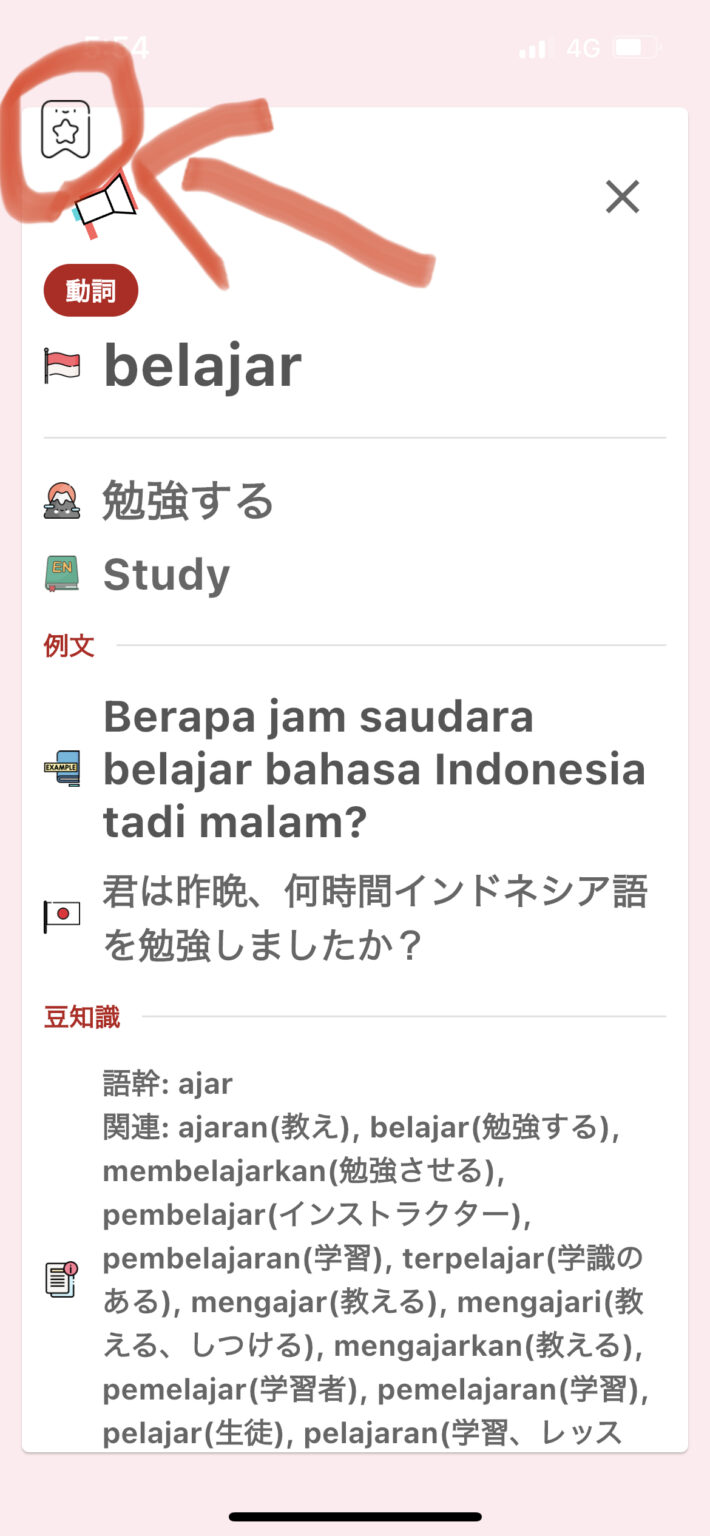 5:54
4G
動詞
belajar
勉強する
EN
Study
例文
Berapa jam saudara
belajar bahasa Indonesia
tadi malam?
EXAMPLE
君は昨晩、何時間インドネシア語
を勉強しましたか？
豆知識
語幹: ajar
関連: ajaran(教え), belajar(勉強する),
membelajarkan(勉強させる),
pembelajar(インストラクター),
pembelajaran(学習), terpelajar(学識の
ある), mengajar(教える), mengajari(教
える、しつける), mengajarkan(教える),
pemelajar(学習者), pemelajaran(学習),
pelajar(生徒), pelajaran(学習、レッス